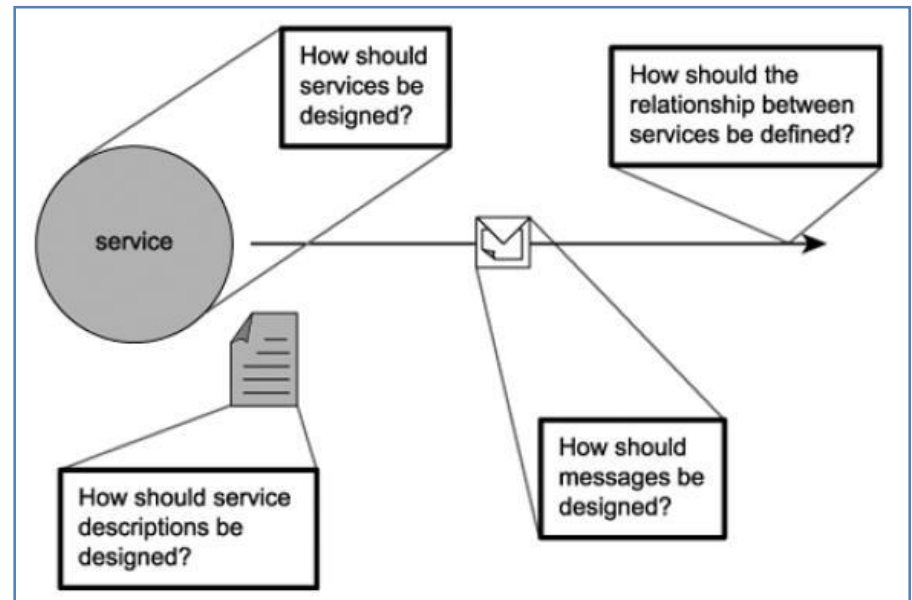 How should
services be
designed?
How should the
relationship between
services be defined?
service
How should
messages be
designed?
How should service
descriptions be
designed?